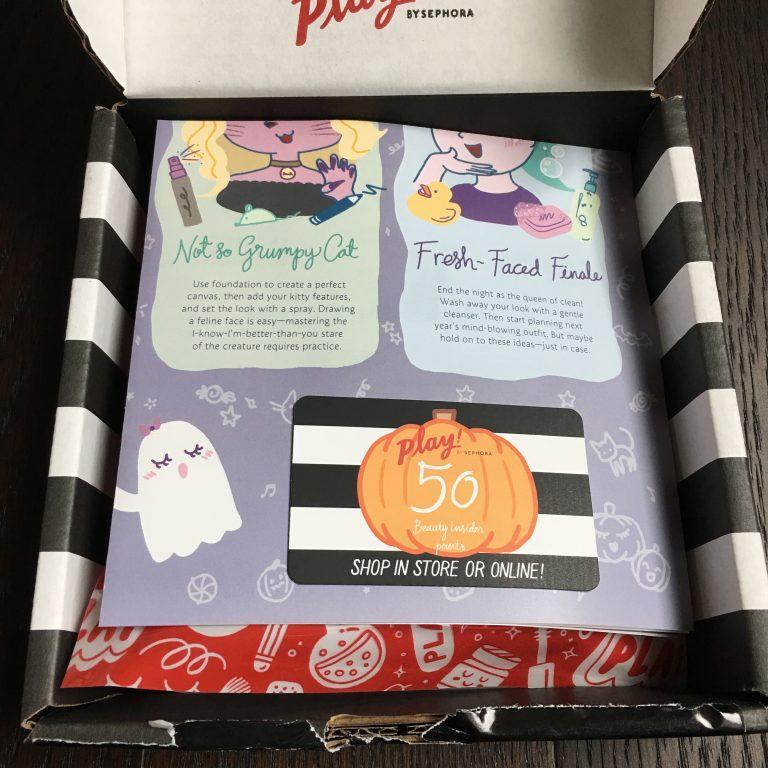 Play!
BY SEPHORA
Not so Grumpy Cat
Use foundation to create a perfect
canvas, then add your kitty features,
and set the look with a spray. Drawing
a feline face is easy—mastering the
I-know-I'm-better-than-you stare
of the creature requires practice.
Fresh-Faced Finale
End the night as the queen of clean!
Wash away your look with a gentle
cleanser. Then start planning next
year's mind-blowing outfit. But maybe
hold on to these ideas—just in case.
play!
BY SEPHORA
50
Beauty Insider
points
SHOP IN STORE OR ONLINE!
PLAY